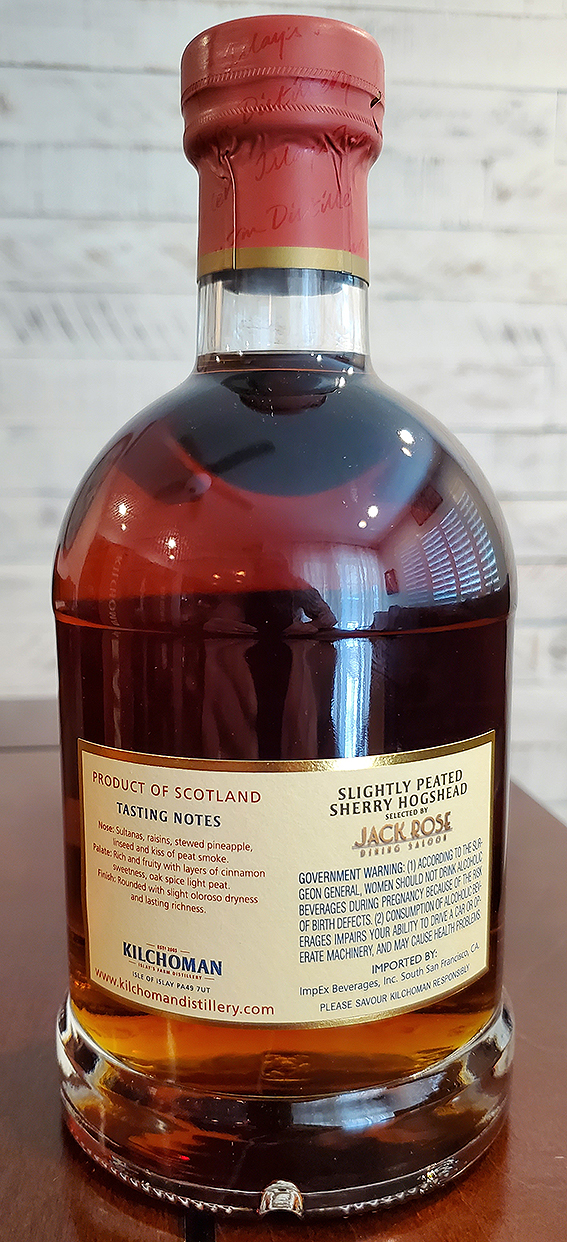 Islay's
PRODUCT OF SCOTLAND
TASTING NOTES
Nose: Sultanas, raisins, stewed pineapple,
linseed and kiss of peat smoke.
Palate: Rich and fruity with layers of cinnamon
sweetness, oak spice light peat.
Finish: Rounded with slight oloroso dryness
and lasting richness.
EST 2005
KILCHOMAN
ISLAY'S FARM DISTILLERY
ISLE OF ISLAY PA49 7UT
www.kilchomandistillery.com
SLIGHTLY PEATED
SHERRY HOGSHEAD
SELECTED BY
JACK ROSE
DINING SALOON
GOVERNMENT WARNING: (1) ACCORDING TO THE SUR-
GEON GENERAL, WOMEN SHOULD NOT DRINK ALCOHOLIC
BEVERAGES DURING PREGNANCY BECAUSE OF THE RISK
OF BIRTH DEFECTS. (2) CONSUMPTION OF ALCOHOLIC BEV-
ERAGES IMPAIRS YOUR ABILITY TO DRIVE A CAR OR OP-
ERATE MACHINERY, AND MAY CAUSE HEALTH PROBLEMS.
IMPORTED BY:
ImpEx Beverages, Inc. South San Francisco, CA.
PLEASE SAVOUR KILCHOMAN RESPONSIBLY